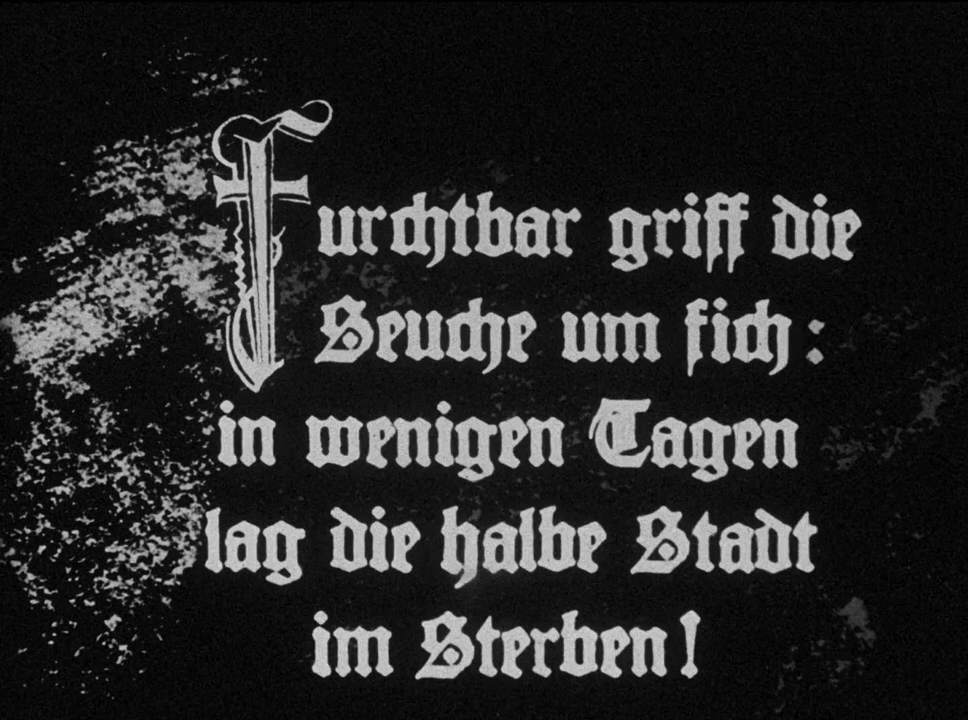 Furchtbar griff die
Seuche um sich:
in wenigen Tagen
lag die halbe Stadt
im Sterben!